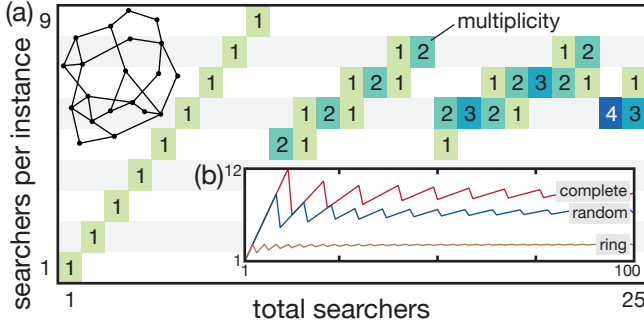 (a)
9 1
multiplicity
1 1 2 1 2
1 1 2 1 1 2 3 2 1 1
1 1 2 1 2 3 2 1 4 3
1 2 1 1
1
1
1
1 1
searchers per instance
(b)
12
complete
random
ring
1
1 100
1 25
total searchers